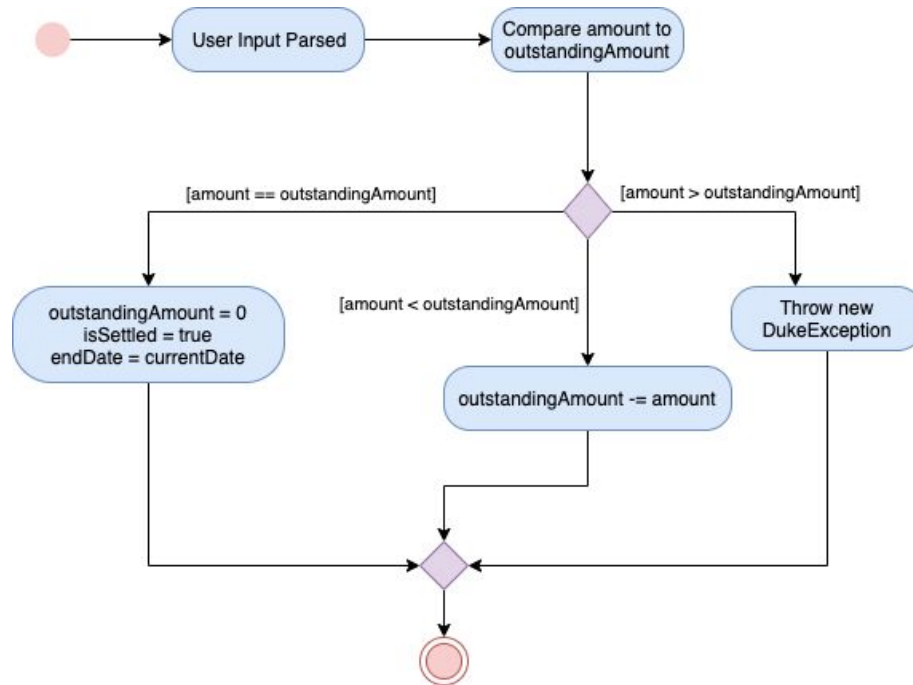 User Input Parsed
Compare amount to
outstandingAmount
[amount == outstandingAmount]
[amount > outstandingAmount]
[amount < outstandingAmount]
outstandingAmount = 0
isSettled = true
endDate = currentDate
Throw new
DukeException
outstandingAmount -= amount